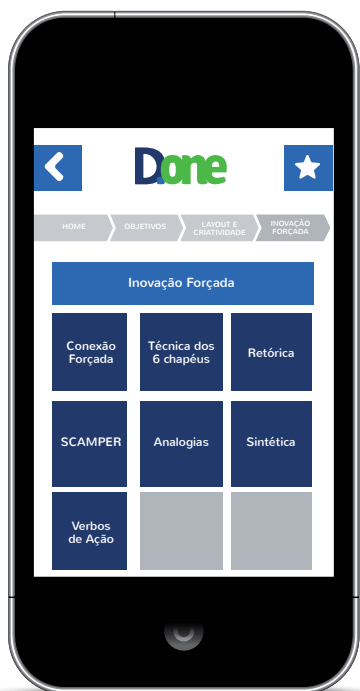 D.one
HOME
OBJETIVOS
LAYOUT E
CRIATIVIDADE
INOVAÇÃO
FORÇADA
Inovação Forçada
Conexão
Forçada
Técnica dos
6 chapéus
Retórica
SCAMPER
Analogias
Sintética
Verbos
de Ação